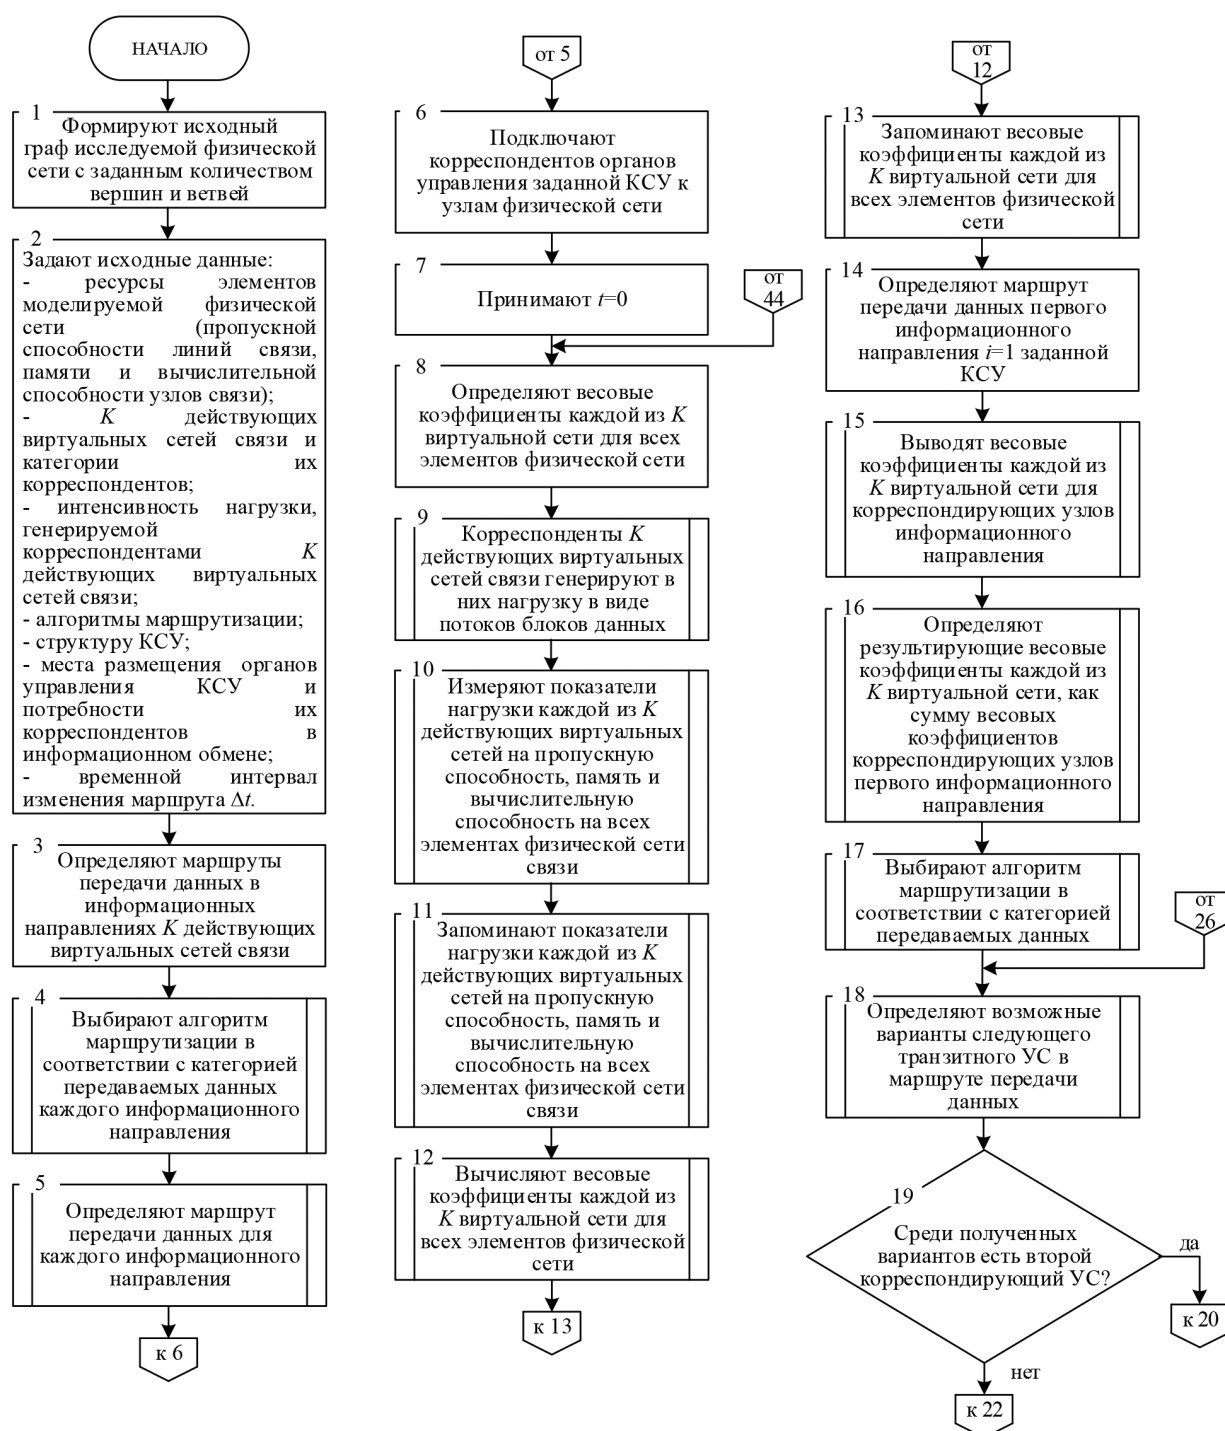 НАЧАЛО
1
Формируют исходный
граф исследуемой физической
сети с заданным количеством
вершин и ветвей
2
Задают исходные данные:
- ресурсы элементов
моделируемой физической
сети (пропускной
способности линий связи,
памяти и вычислительной
способности узлов связи);
- K действующих
виртуальных сетей связи и
категории их
корреспондентов;
- интенсивность нагрузки,
генерируемой
корреспондентами K
действующих виртуальных
сетей связи;
- алгоритмы маршрутизации;
- структуру КСУ;
- места размещения органов
управления КСУ и
потребности их
корреспондентов в
информационном обмене;
- временной интервал
изменения маршрута Δt.
3
Определяют маршруты
передачи данных в
информационных
направлениях K действующих
виртуальных сетей связи
4
Выбирают алгоритм
маршрутизации в
соответствии с категорией
передаваемых данных
каждого информационного
направления
5
Определяют маршрут
передачи данных для
каждого информационного
направления
к 6
от 5
6
Подключают
корреспондентов органов
управления заданной КСУ к
узлам физической сети
7
Принимают t=0
от
44
8
Определяют весовые
коэффициенты каждой из K
виртуальной сети для всех
элементов физической сети
9
Корреспонденты K
действующих виртуальных
сетей связи генерируют в
них нагрузку в виде
потоков блоков данных
10
Измеряют показатели
нагрузки каждой из K
действующих виртуальных
сетей на пропускную
способность, память и
вычислительную
способность на всех
элементах физической сети
связи
11
Запоминают показатели
нагрузки каждой из K
действующих виртуальных
сетей на пропускную
способность, память и
вычислительную
способность на всех
элементах физической сети
связи
12
Вычисляют весовые
коэффициенты каждой из
K виртуальной сети для
всех элементов физической
сети
к 13
от
12
13
Запоминают весовые
коэффициенты каждой из
K виртуальной сети для
всех элементов физической
сети
14
Определяют маршрут
передачи данных первого
информационного
направления i=1 заданной
КСУ
15
Выводят весовые
коэффициенты каждой из
K виртуальной сети для
корреспондирующих узлов
информационного
направления
16
Определяют
результирующие весовые
коэффициенты каждой из
K виртуальной сети, как
сумму весовых
коэффициентов
корреспондирующих узлов
первого информационного
направления
17
Выбирают алгоритм
маршрутизации в
соответствии с категорией
передаваемых данных
от
26
18
Определяют возможные
варианты следующего
транзитного УС в
маршруте передачи
данных
19
Среди полученных
вариантов есть второй
корреспондирующий УС?
да
к 20
нет
к 22